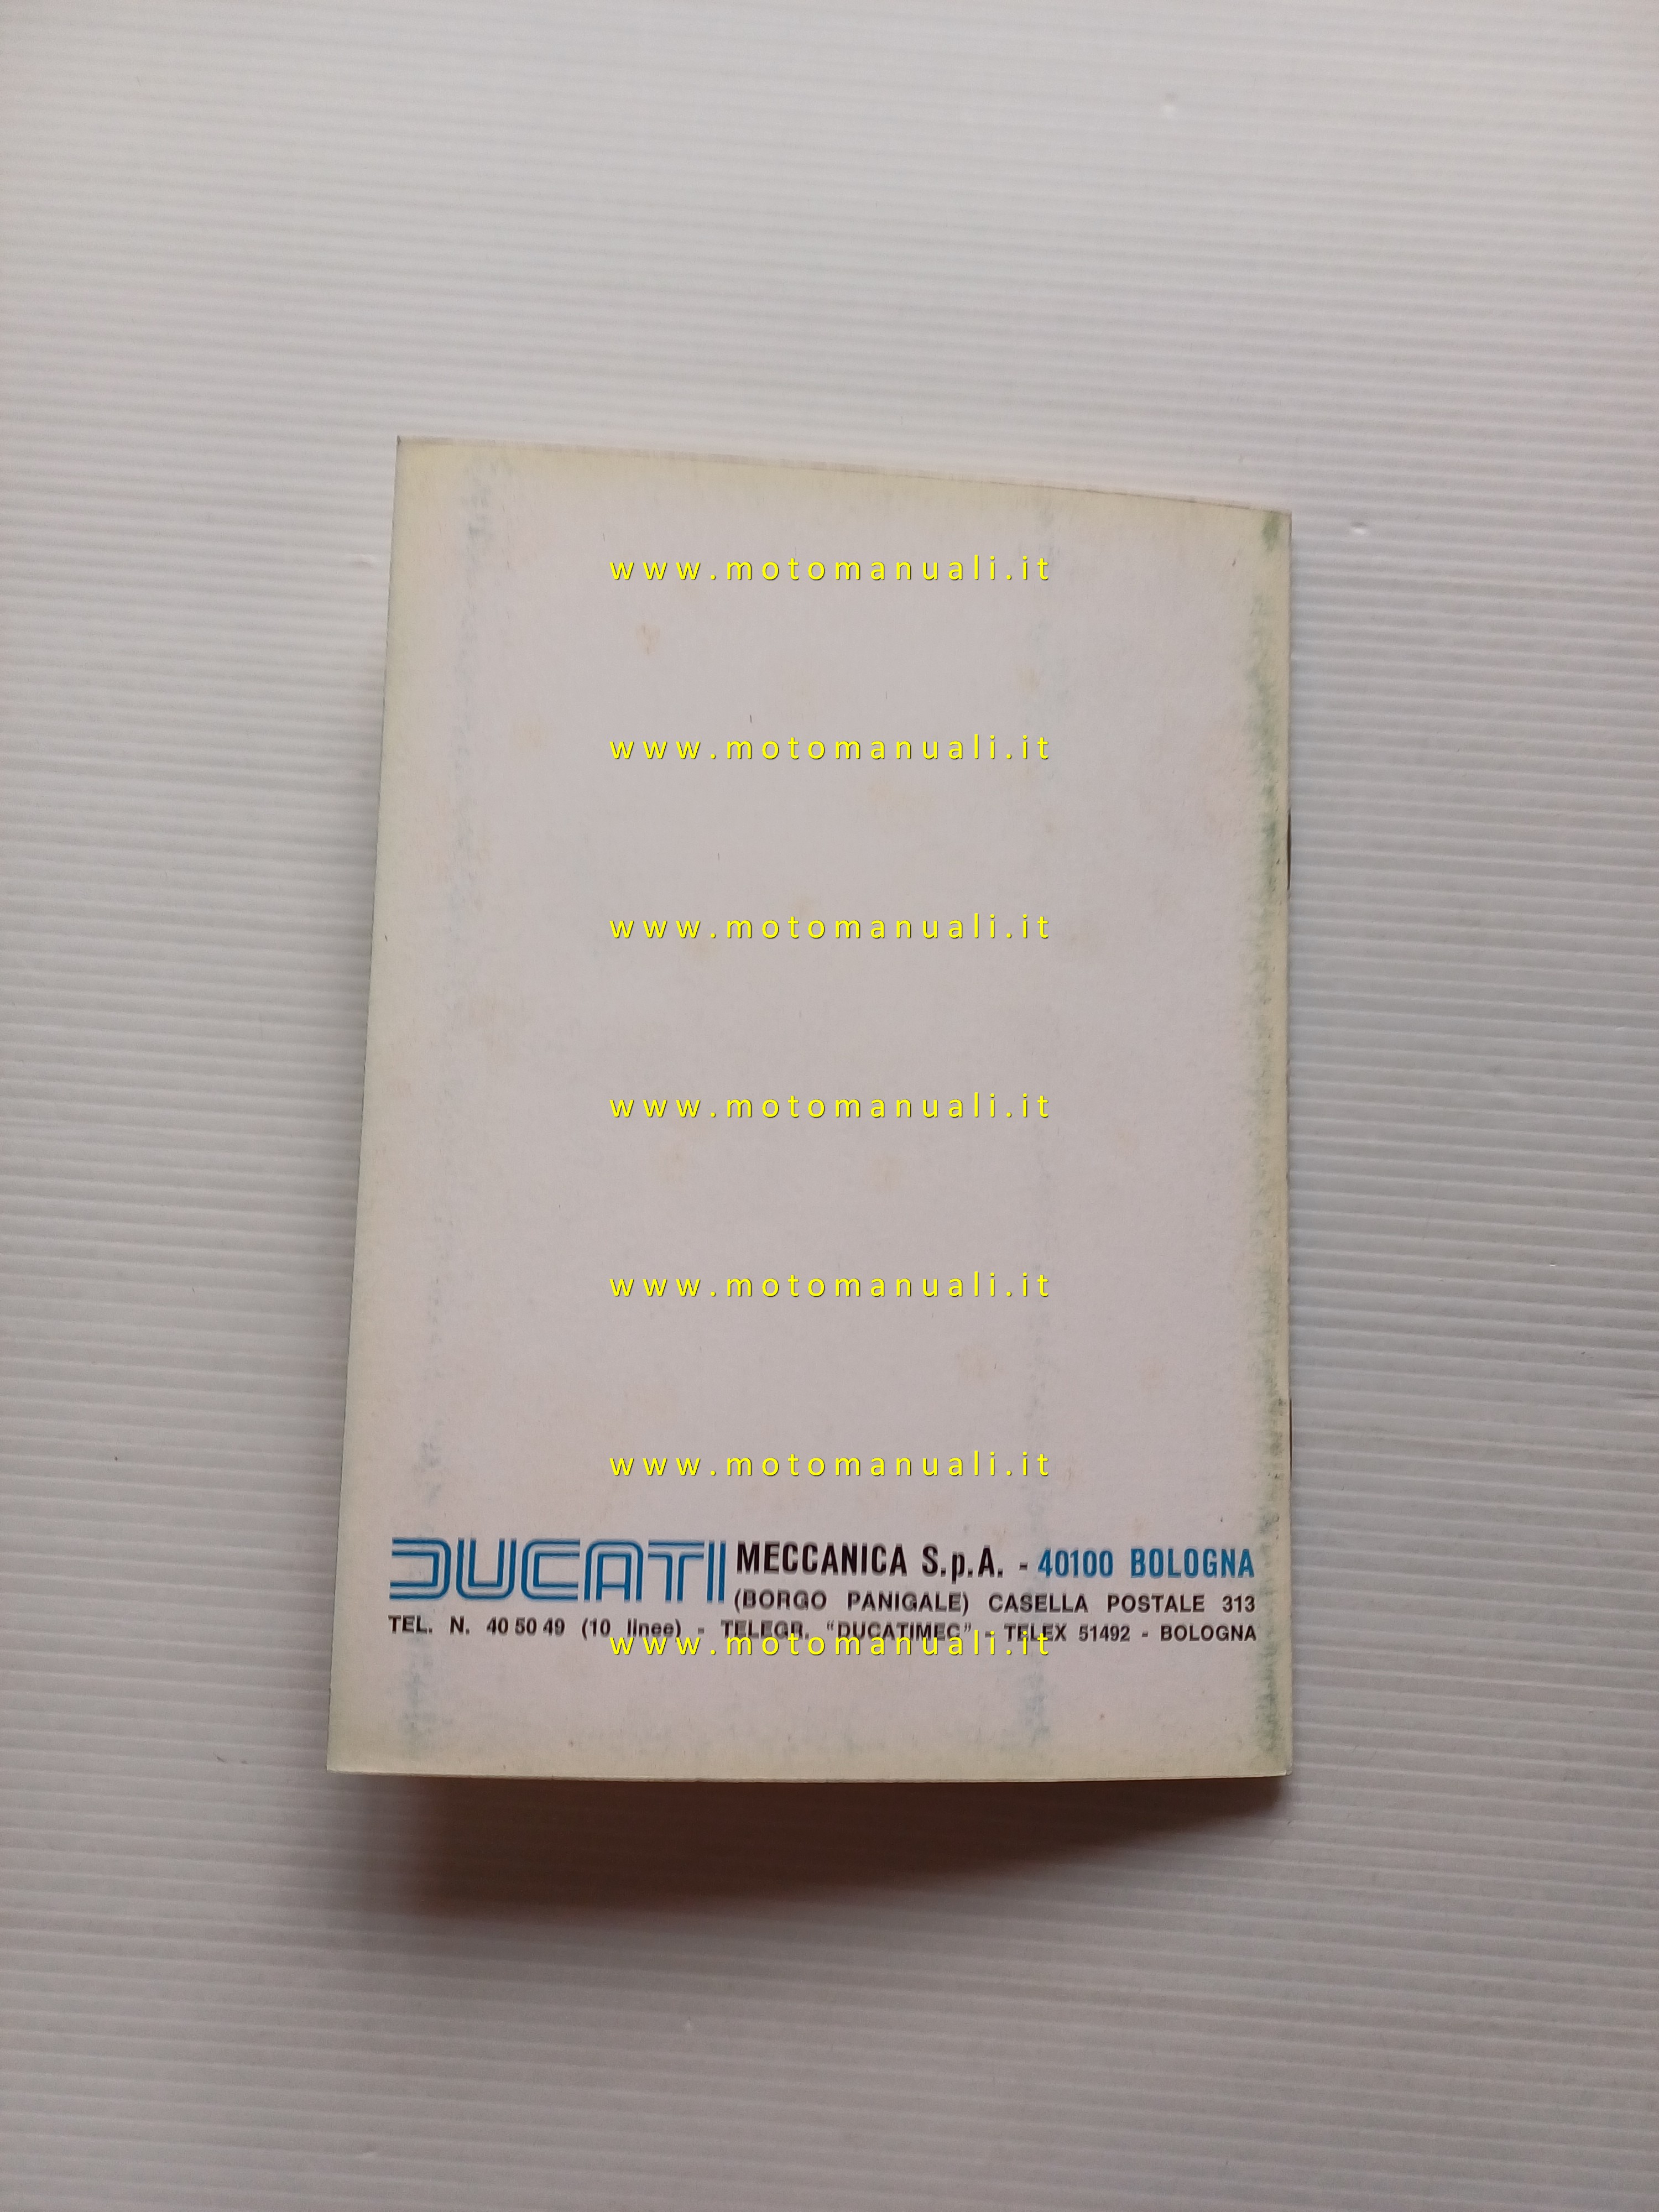 www.motomanuali.it
www.motomanuali.it
www.motomanuali.it
www.motomanuali.it
www.motomanuali.it
www.motomanuali.it
DUCATI MECCANICA S.p.A. - 40100 BOLOGNA
(BORGO PANIGALE) CASELLA POSTALE 313
TEL. N. 40 50 49 (10 linee) - TELEGR. "DUCATIMEC" - TELEX 51492 - BOLOGNA
www.motomanuali.it